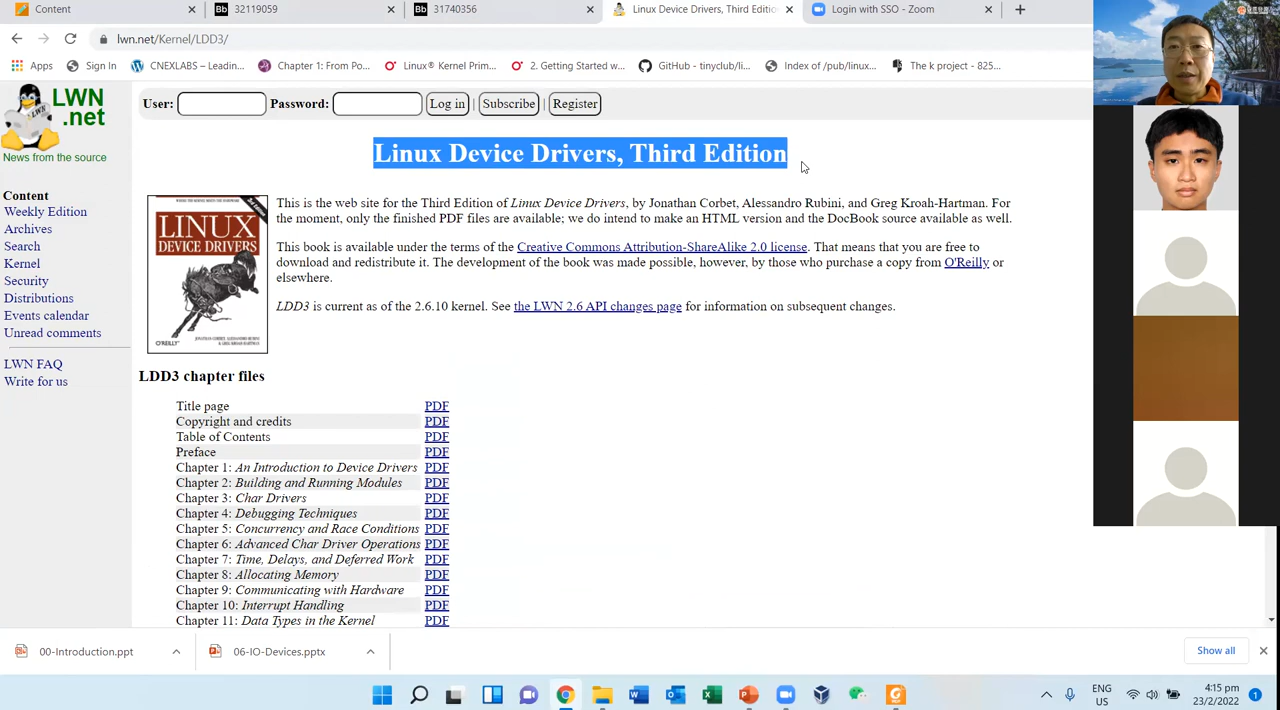 Content
32119059
31740356
Linux Device Drivers, Third Editio
Login with SSO - Zoom
lwn.net/Kernel/LDD3/
Apps
Sign In
CNEXLABS – Leadin...
Chapter 1: From Po...
Linux® Kernel Prim...
2. Getting Started w...
GitHub - tinyclub/li...
Index of /pub/linux...
The k project - 825...
LWN
.net
News from the source
User:
Password:
Log in
|
Subscribe
|
Register
Linux Device Drivers, Third Edition
Content
Weekly Edition
Archives
Search
Kernel
Security
Distributions
Events calendar
Unread comments
LWN FAQ
Write for us
LINUX
DEVICE DRIVERS
O'REILLY
This is the web site for the Third Edition of Linux Device Drivers, by Jonathan Corbet, Alessandro Rubini, and Greg Kroah-Hartman. For
the moment, only the finished PDF files are available; we do intend to make an HTML version and the DocBook source available as well.
This book is available under the terms of the Creative Commons Attribution-ShareAlike 2.0 license. That means that you are free to
download and redistribute it. The development of the book was made possible, however, by those who purchase a copy from O'Reilly or
elsewhere.
LDD3 is current as of the 2.6.10 kernel. See the LWN 2.6 API changes page for information on subsequent changes.
LDD3 chapter files
Title page PDF
Copyright and credits PDF
Table of Contents PDF
Preface PDF
Chapter 1: An Introduction to Device Drivers PDF
Chapter 2: Building and Running Modules PDF
Chapter 3: Char Drivers PDF
Chapter 4: Debugging Techniques PDF
Chapter 5: Concurrency and Race Conditions PDF
Chapter 6: Advanced Char Driver Operations PDF
Chapter 7: Time, Delays, and Deferred Work PDF
Chapter 8: Allocating Memory PDF
Chapter 9: Communicating with Hardware PDF
Chapter 10: Interrupt Handling PDF
Chapter 11: Data Types in the Kernel PDF
00-Introduction.ppt
06-IO-Devices.pptx
Show all
ENG
US
4:15 pm
23/2/2022
1